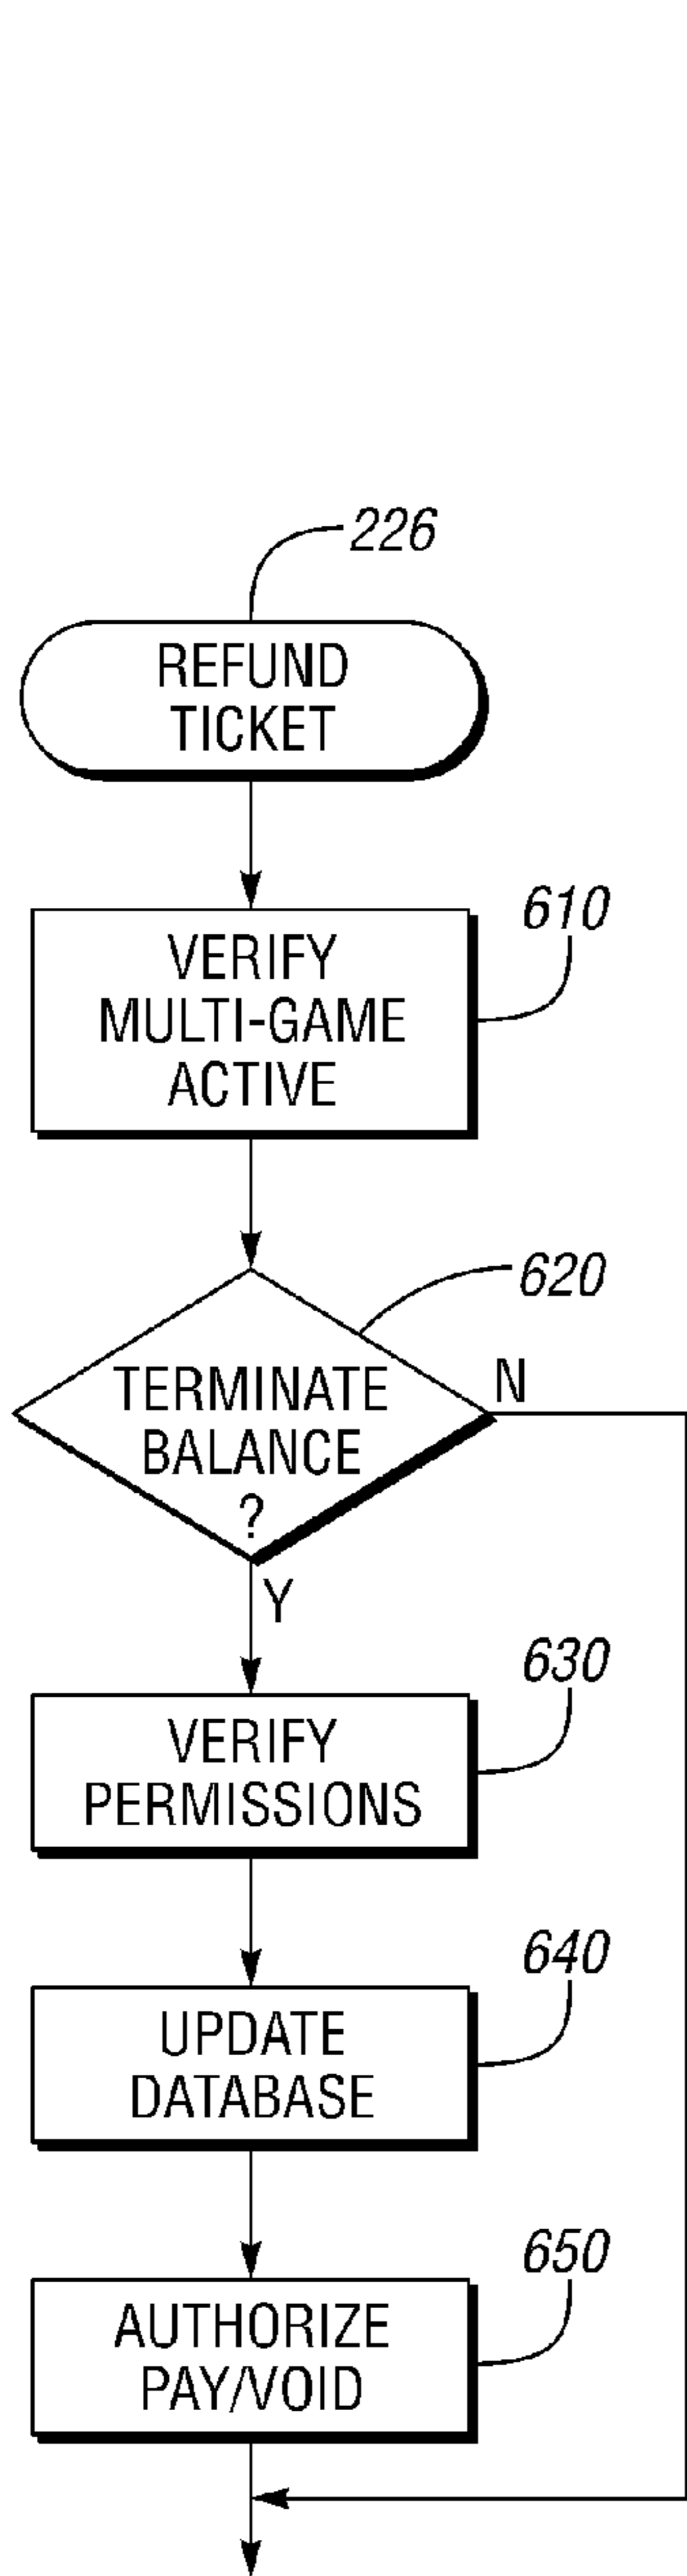 226
REFUND
TICKET
610
VERIFY
MULTI-GAME
ACTIVE
620
TERMINATE
BALANCE
?
N
Y
630
VERIFY
PERMISSIONS
640
UPDATE
DATABASE
650
AUTHORIZE
PAY/VOID